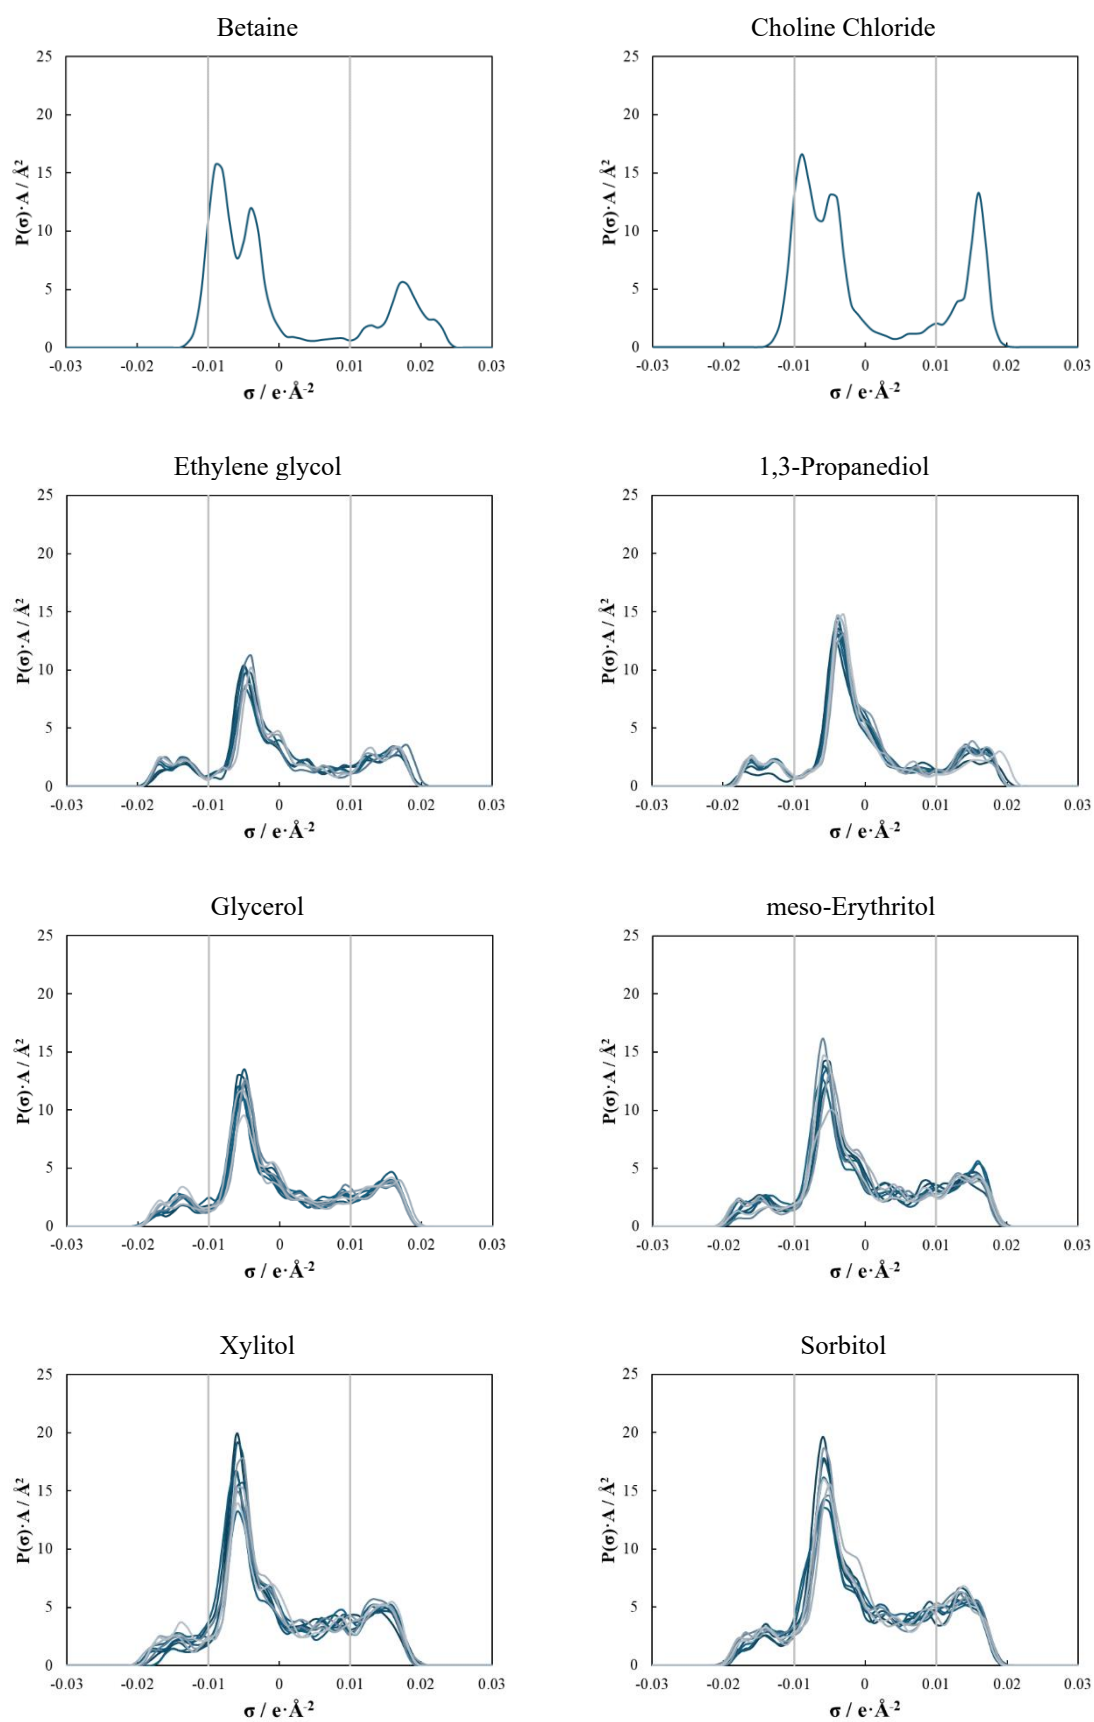 Betaine
25
20
15
10
5
0
P(σ)·A / Å²
-0.03 -0.02 -0.01 0 0.01 0.02 0.03
σ / e·Å⁻²
Choline Chloride
25
20
15
10
5
0
P(σ)·A / Å²
-0.03 -0.02 -0.01 0 0.01 0.02 0.03
σ / e·Å⁻²
Ethylene glycol
25
20
15
10
5
0
P(σ)·A / Å²
-0.03 -0.02 -0.01 0 0.01 0.02 0.03
σ / e·Å⁻²
1,3-Propanediol
25
20
15
10
5
0
P(σ)·A / Å²
-0.03 -0.02 -0.01 0 0.01 0.02 0.03
σ / e·Å⁻²
Glycerol
25
20
15
10
5
0
P(σ)·A / Å²
-0.03 -0.02 -0.01 0 0.01 0.02 0.03
σ / e·Å⁻²
meso-Erythritol
25
20
15
10
5
0
P(σ)·A / Å²
-0.03 -0.02 -0.01 0 0.01 0.02 0.03
σ / e·Å⁻²
Xylitol
25
20
15
10
5
0
P(σ)·A / Å²
-0.03 -0.02 -0.01 0 0.01 0.02 0.03
σ / e·Å⁻²
Sorbitol
25
20
15
10
5
0
P(σ)·A / Å²
-0.03 -0.02 -0.01 0 0.01 0.02 0.03
σ / e·Å⁻²